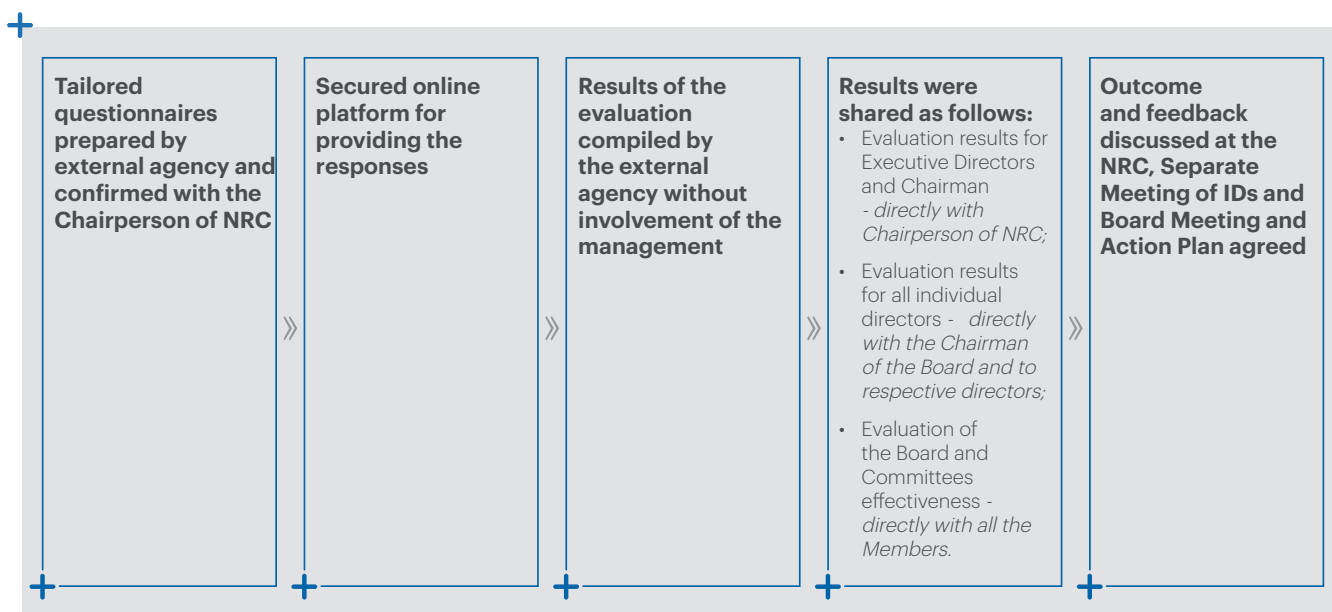 Tailored
questionnaires
prepared by
external agency and
confirmed with the
Chairperson of NRC
Secured online
platform for
providing the
responses
Results of the
evaluation
compiled by
the external
agency without
involvement of the
management
Results were
shared as follows:
• Evaluation results for
Executive Directors
and Chairman
- directly with
Chairperson of NRC;
• Evaluation results
for all individual
directors - directly
with the Chairman
of the Board and to
respective directors;
• Evaluation of
the Board and
Committees
effectiveness -
directly with all the
Members.
Outcome
and feedback
discussed at the
NRC, Separate
Meeting of IDs and
Board Meeting and
Action Plan agreed